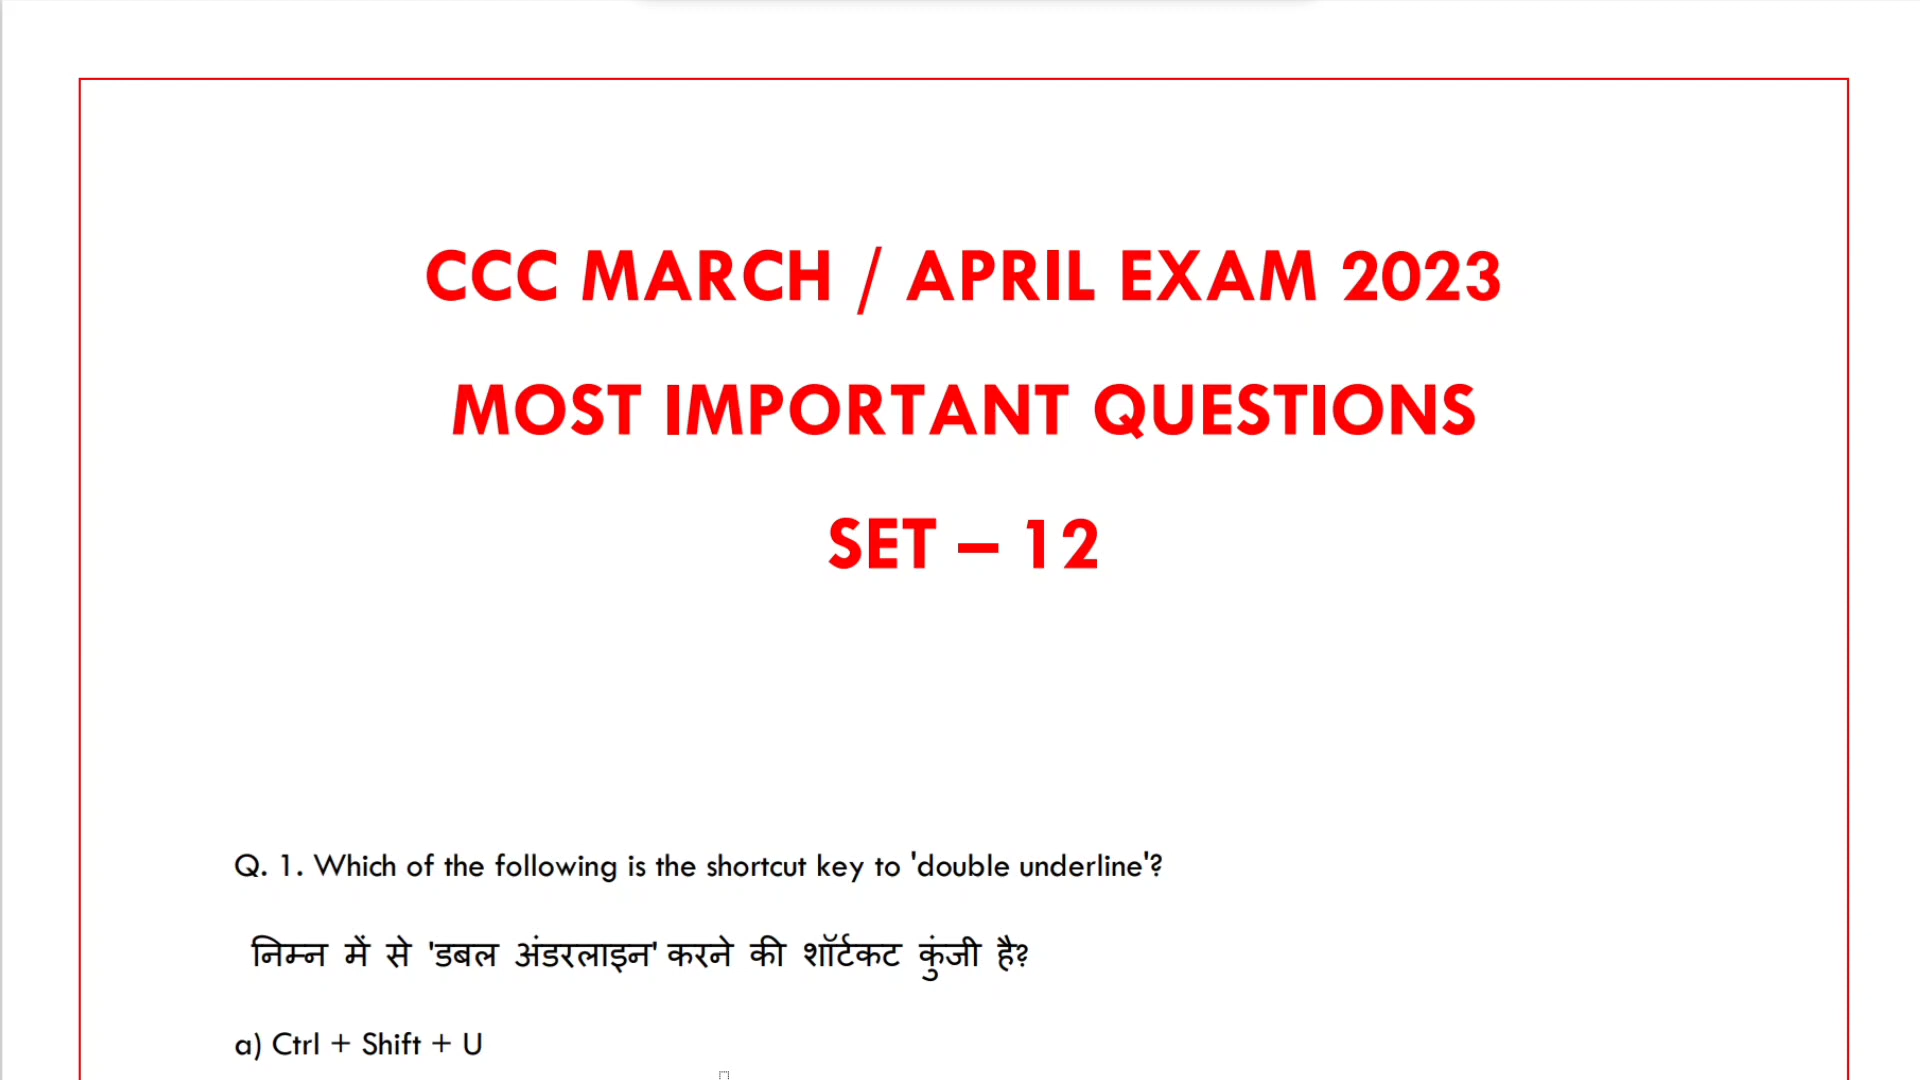 CCC MARCH / APRIL EXAM 2023
MOST IMPORTANT QUESTIONS
SET – 12
Q. 1. Which of the following is the shortcut key to 'double underline'?
निम्न में से 'डबल अंडरलाइन' करने की शॉर्टकट कुंजी है?
a) Ctrl + Shift + U